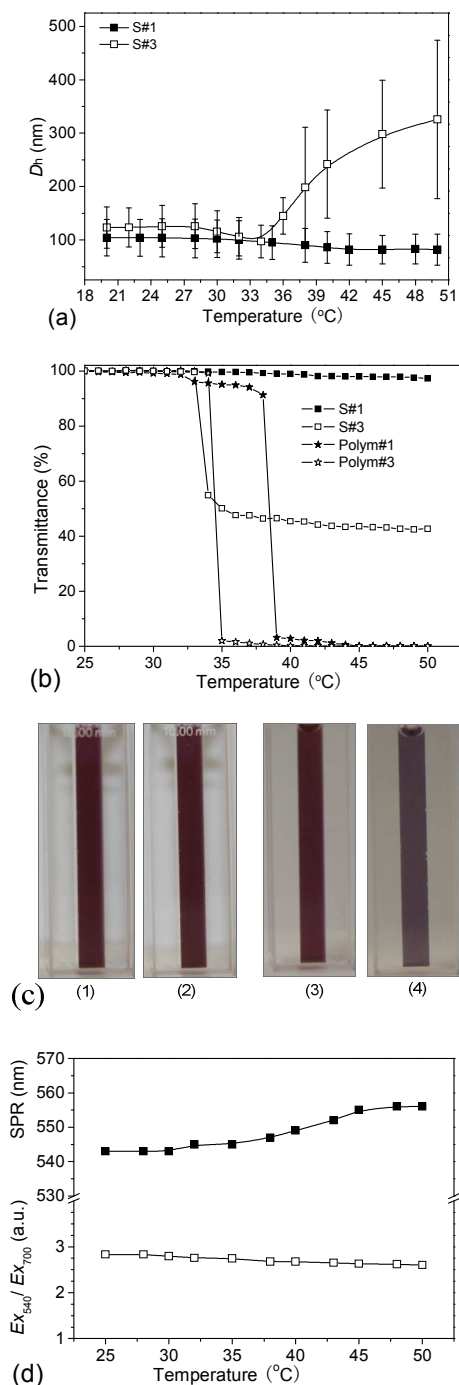 S#1
S#3
500
400
300
200
100
0
Dh (nm)
18 21 24 27 30 33 36 39 42 45 48 51
Temperature (°C)
(a)
100
80
60
40
20
0
Transmittance (%)
S#1
S#3
Polym#1
Polym#3
25 30 35 40 45 50
Temperature (°C)
(b)
10.00 mm
10.00 mm
(c)
(1)
(2)
(3)
(4)
570
560
550
540
530
SPR (nm)
3
2
1
Ex540/ Ex700 (a.u.)
25 30 35 40 45 50
Temperature (°C)
(d)